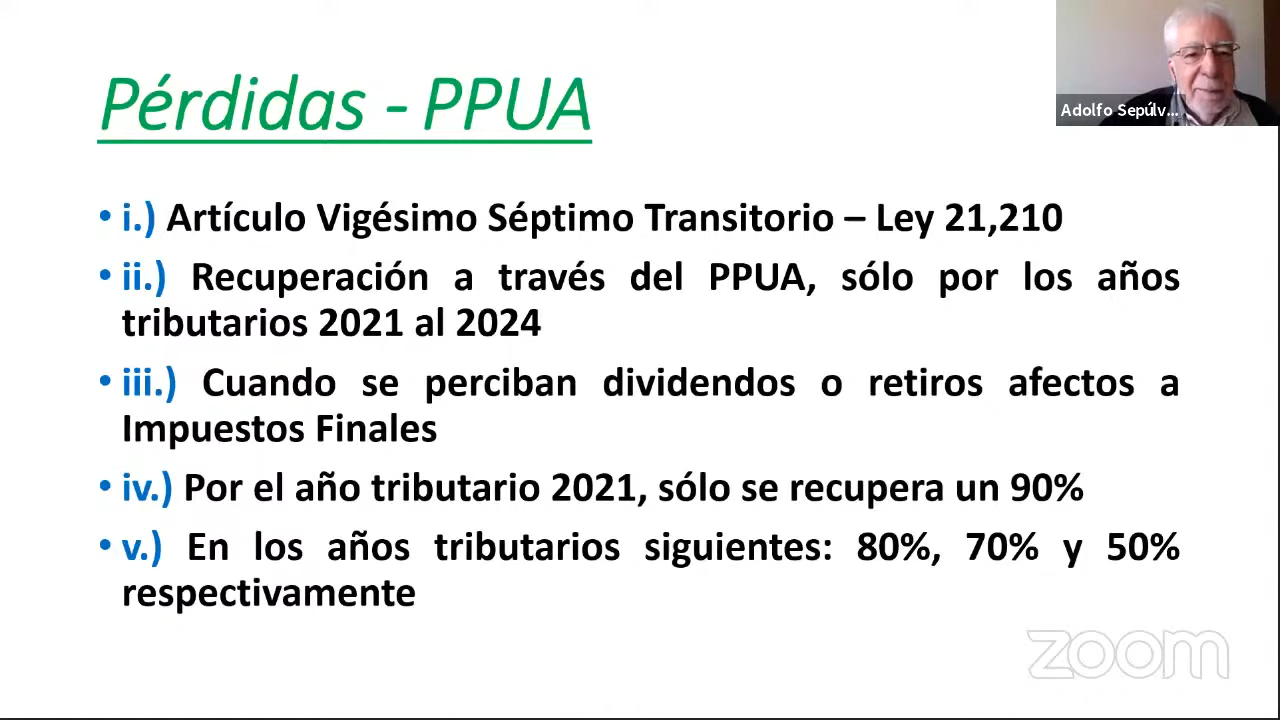 Pérdidas - PPUA
Adolfo Sepúlv...
• i.) Artículo Vigésimo Séptimo Transitorio – Ley 21,210
• ii.) Recuperación a través del PPUA, sólo por los años
tributarios 2021 al 2024
• iii.) Cuando se perciban dividendos o retiros afectos a
Impuestos Finales
• iv.) Por el año tributario 2021, sólo se recupera un 90%
• v.) En los años tributarios siguientes: 80%, 70% y 50%
respectivamente
zoom